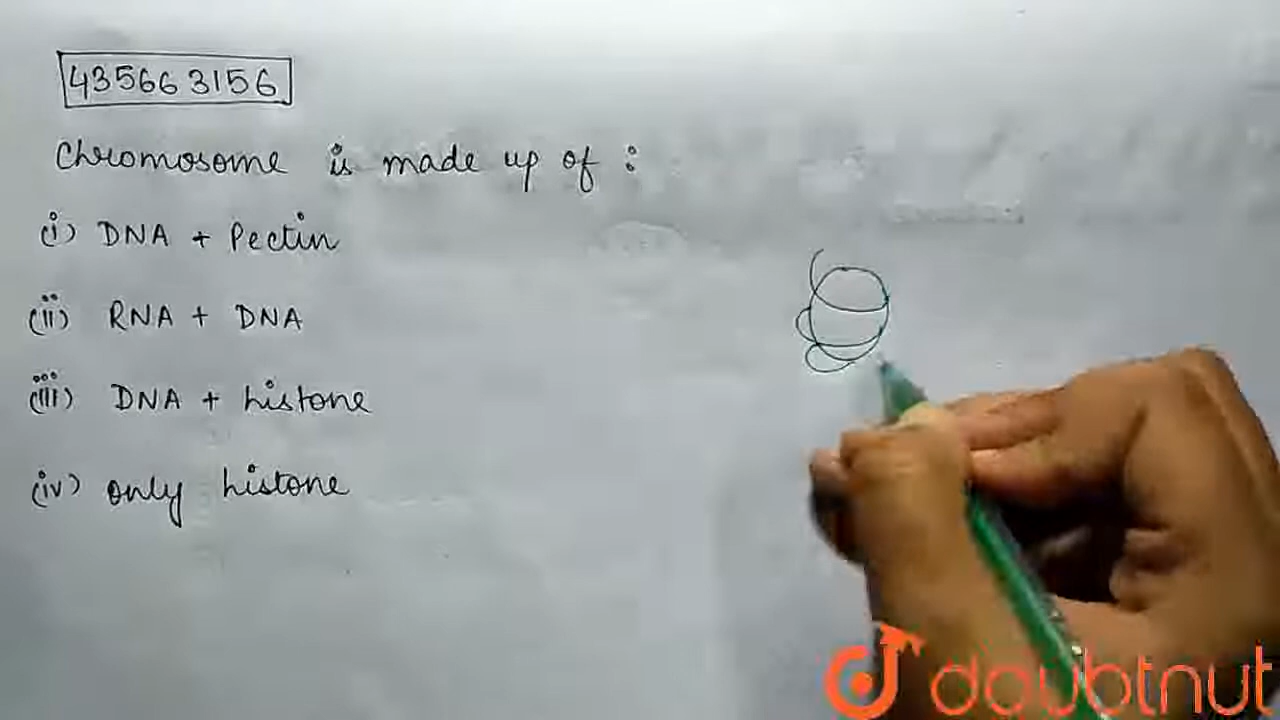 435663156
Chromosome is made up of :
(i) DNA + Pectin
(ii) RNA + DNA
(iii) DNA + histone
(iv) only histone
doubtnut